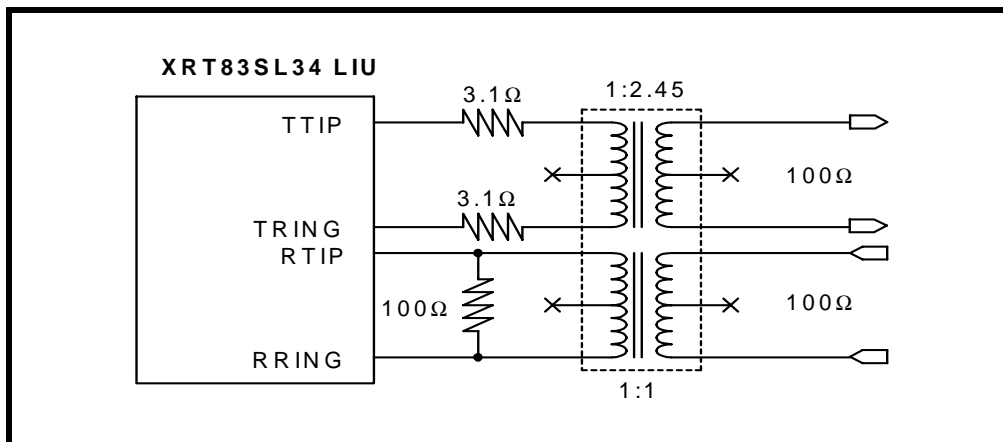 XRT83SL34 LIU
3.1Ω
1:2.45
TTIP
100Ω
3.1Ω
TRING
RTIP
100Ω
100Ω
RRING
1:1